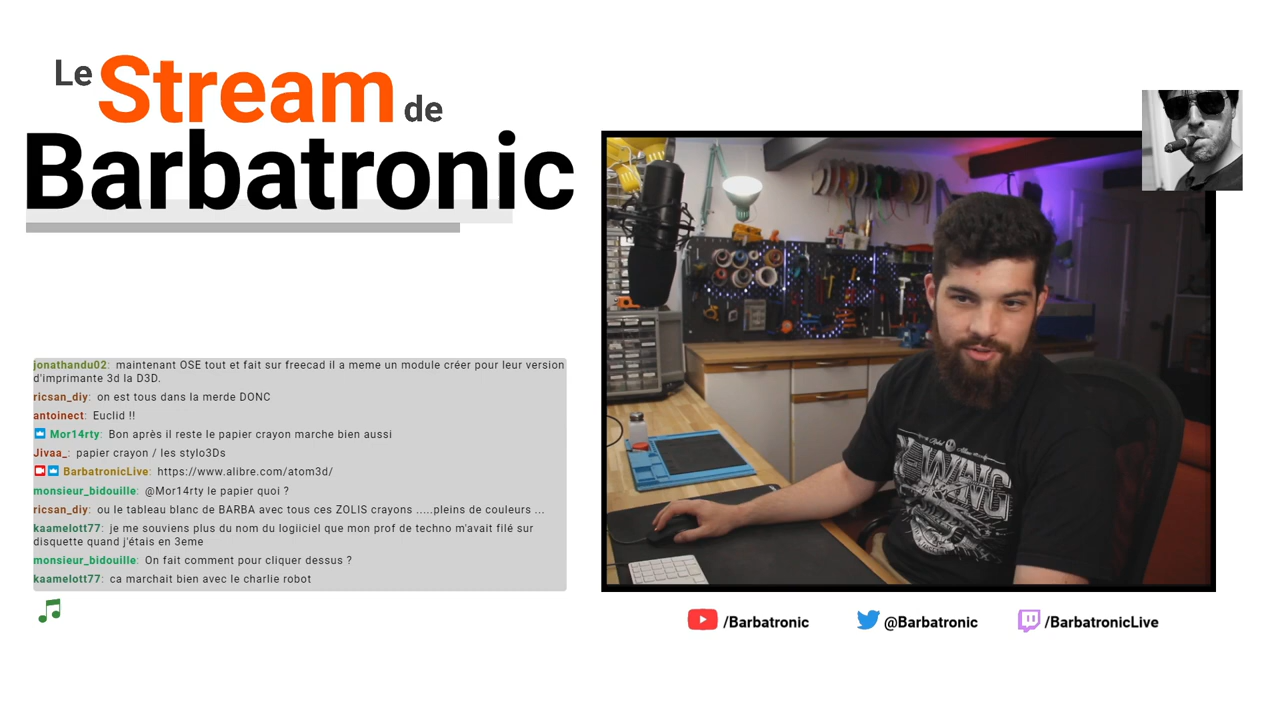 Le Stream de
Barbatronic
jonathandu02: maintenant OSE tout et fait sur freecad il a meme un module créer pour leur version
d'imprimante 3d la D3D.
ricsan_diy: on est tous dans la merde DONC
antoinect: Euclid !!
Mor14rty: Bon après il reste le papier crayon marche bien aussi
Jivaa_: papier crayon / les stylo3Ds
BarbatronicLive: https://www.alibre.com/atom3d/
monsieur_bidouille: @Mor14rty le papier quoi ?
ricsan_diy: ou le tableau blanc de BARBA avec tous ces ZOLIS crayons .....pleins de couleurs ...
kaamelott77: je me souviens plus du nom du logiiciel que mon prof de techno m'avait filé sur
disquette quand j'étais en 3eme
monsieur_bidouille: On fait comment pour cliquer dessus ?
kaamelott77: ca marchait bien avec le charlie robot
/Barbatronic @Barbatronic /BarbatronicLive